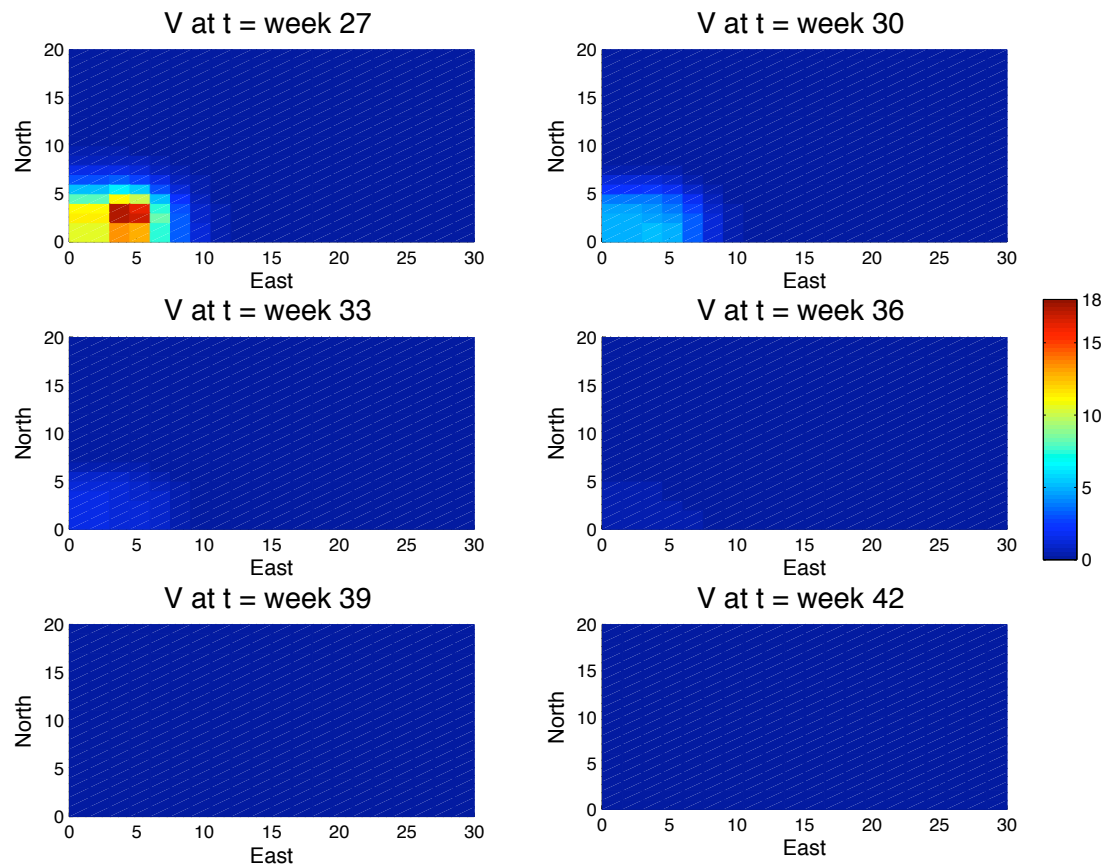 V at t = week 27
20
15
10
5
0
North
0 5 10 15 20 25 30
East
V at t = week 30
20
15
10
5
0
North
0 5 10 15 20 25 30
East
V at t = week 33
20
15
10
5
0
North
0 5 10 15 20 25 30
East
V at t = week 36
20
15
10
5
0
North
0 5 10 15 20 25 30
East
18
15
10
5
0
V at t = week 39
20
15
10
5
0
North
0 5 10 15 20 25 30
East
V at t = week 42
20
15
10
5
0
North
0 5 10 15 20 25 30
East